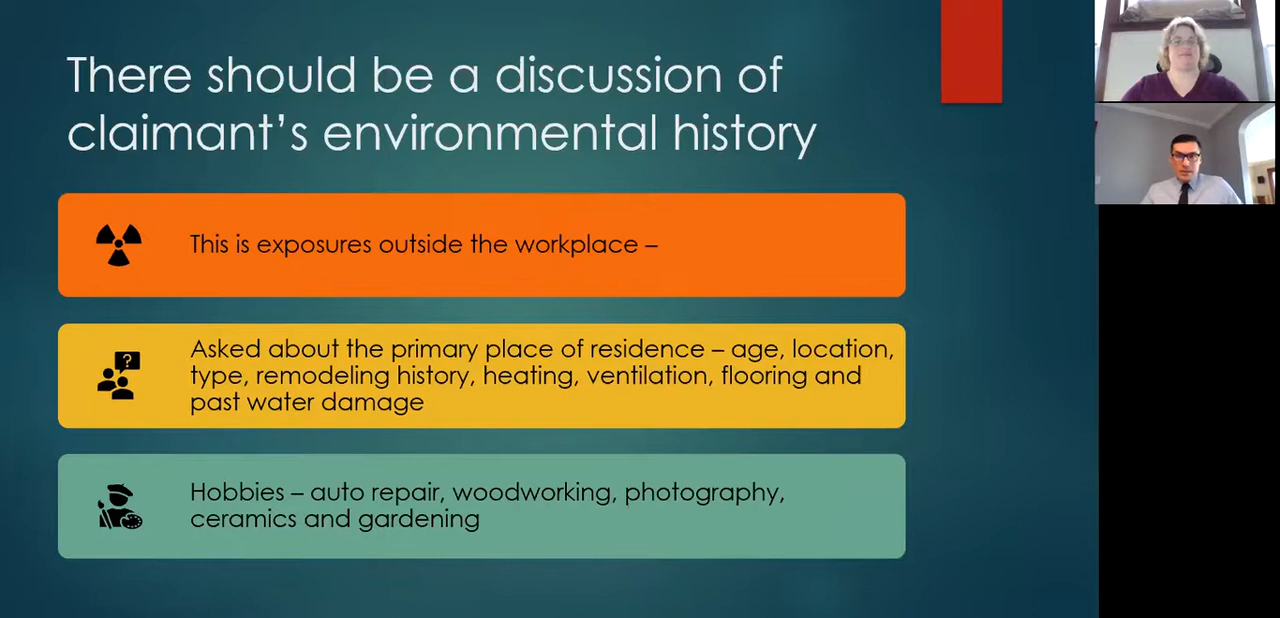 There should be a discussion of
claimant's environmental history
This is exposures outside the workplace –
?
Asked about the primary place of residence – age, location,
type, remodeling history, heating, ventilation, flooring and
past water damage
Hobbies – auto repair, woodworking, photography,
ceramics and gardening